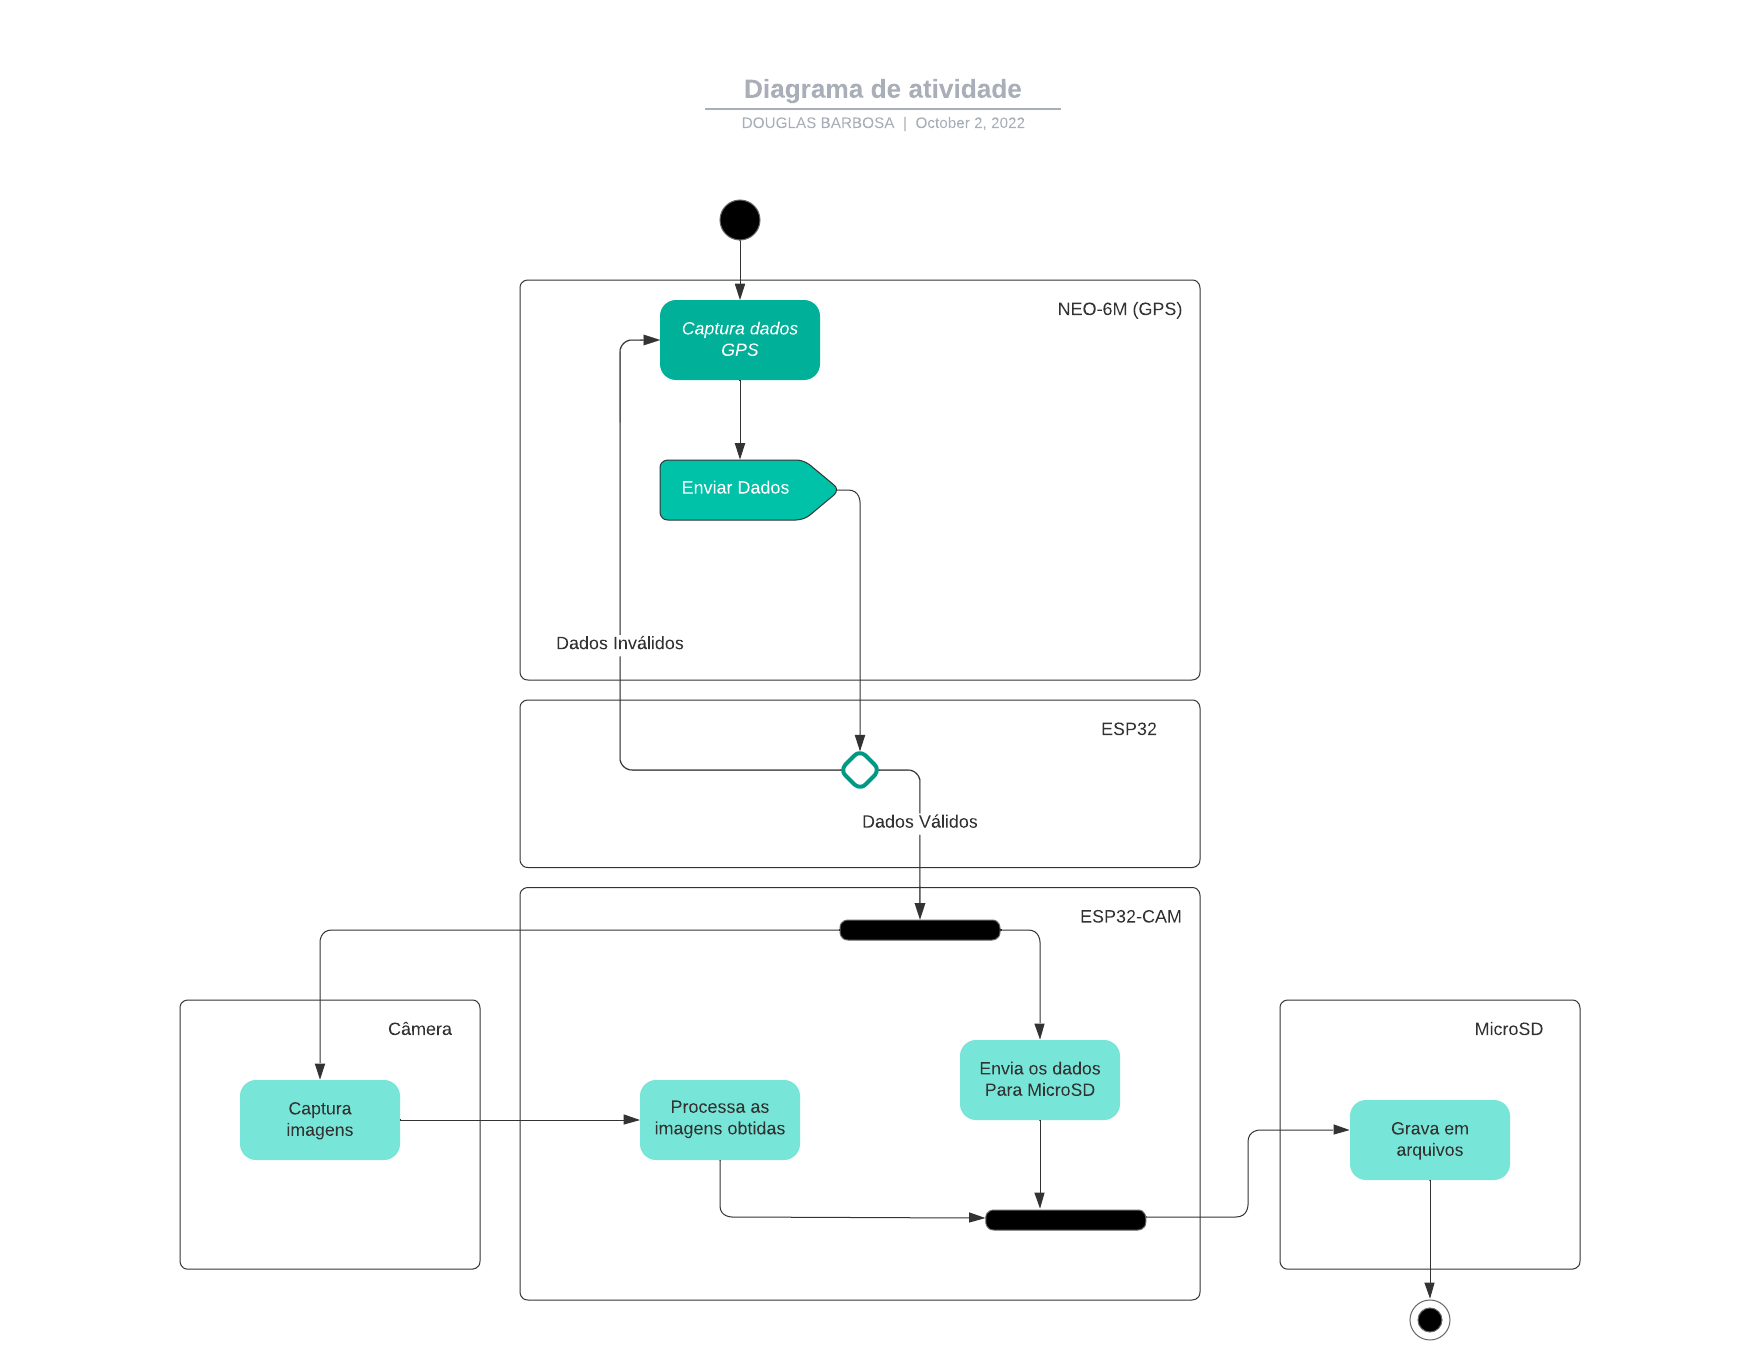 Diagrama de atividade
DOUGLAS BARBOSA | October 2, 2022
NEO-6M (GPS)
Captura dados
GPS
Enviar Dados
Dados Inválidos
ESP32
Dados Válidos
ESP32-CAM
Câmera
MicroSD
Captura
imagens
Processa as
imagens obtidas
Envia os dados
Para MicroSD
Grava em
arquivos